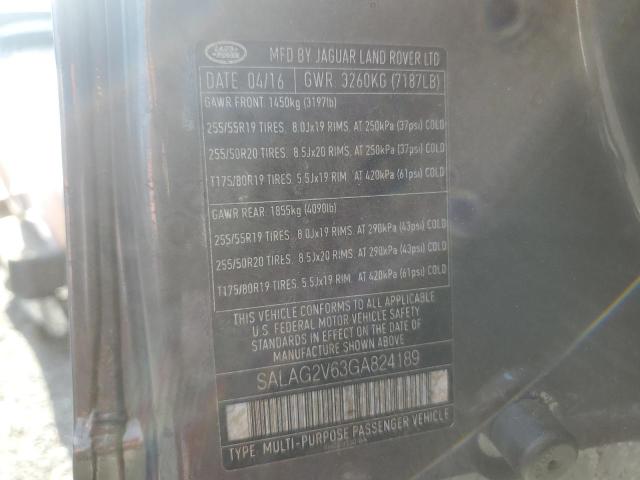 LAND ROVER
MFD BY JAGUAR LAND ROVER LTD
DATE 04/16 GWR. 3260KG (7187LB)
GAWR FRONT 1450kg (3197lb)
255/55R19 TIRES. 8.0Jx19 RIMS. AT 250kPa (37psi) COLD
255/50R20 TIRES. 8.5Jx20 RIMS. AT 250kPa (37psi) COLD
T175/80R19 TIRES. 5.5Jx19 RIM AT 420kPa (61psi) COLD
GAWR REAR 1855kg (4090lb)
255/55R19 TIRES. 8.0Jx19 RIMS. AT 290kPa (43psi) COLD
255/50R20 TIRES. 8.5Jx20 RIMS. AT 290kPa (43psi) COLD
T175/80R19 TIRES. 5.5Jx19 RIM AT 420kPa (61psi) COLD
THIS VEHICLE CONFORMS TO ALL APPLICABLE
U.S. FEDERAL MOTOR VEHICLE SAFETY
STANDARDS IN EFFECT ON THE DATE OF
MANUFACTURE SHOWN ABOVE.
SALAG2V63GA824189
TYPE: MULTI-PURPOSE PASSENGER VEHICLE